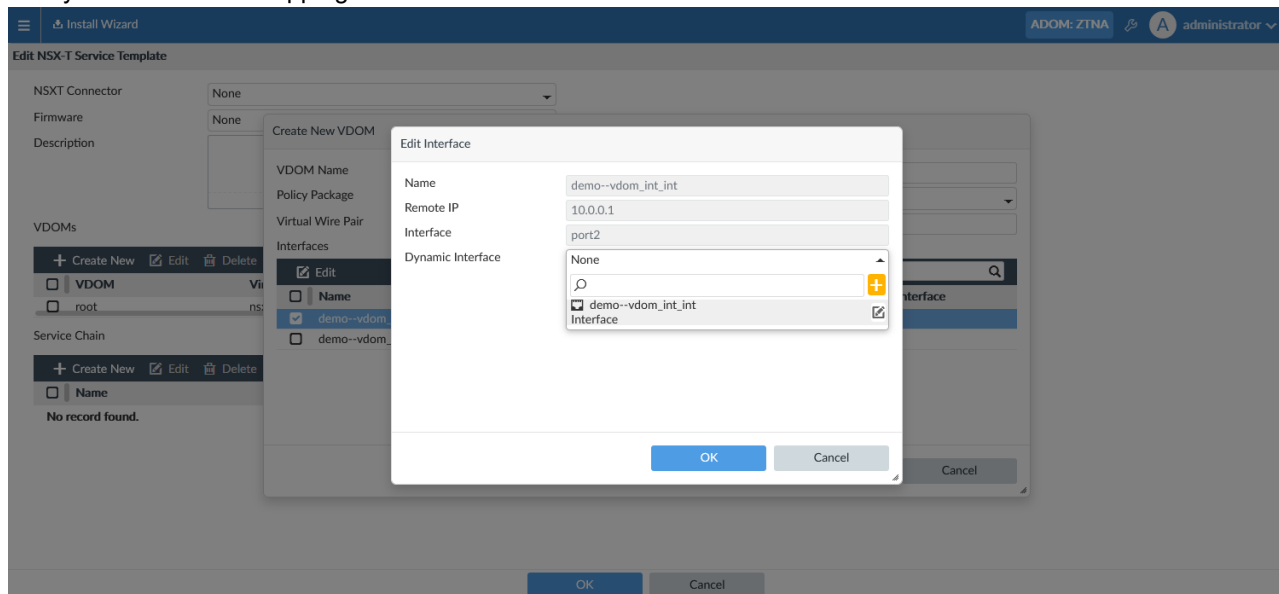 Install Wizard
ADOM: ZTNA
A
administrator
Edit NSX-T Service Template
NSXT Connector
None
Firmware
None
Description
Create New VDOM
Edit Interface
VDOM Name
Policy Package
Virtual Wire Pair
Interfaces
Name
demo--vdom_int_int
Remote IP
10.0.0.1
Interface
port2
Dynamic Interface
None
demo--vdom_int_int
Interface
VDOMs
+ Create New Edit Delete
VDOM
root
Edit
Name
demo--vdom_
demo--vdom_
Service Chain
+ Create New Edit Delete
Name
No record found.
OK Cancel
Cancel
OK Cancel